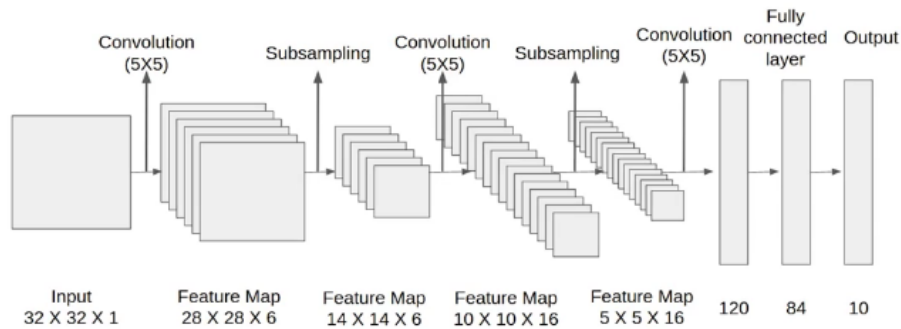 Convolution
(5X5)
Subsampling
Convolution
(5X5)
Subsampling
Convolution
(5X5)
Fully
connected
layer
Output
Input
32 X 32 X 1
Feature Map
28 X 28 X 6
Feature Map
14 X 14 X 6
Feature Map
10 X 10 X 16
Feature Map
5 X 5 X 16
120
84
10